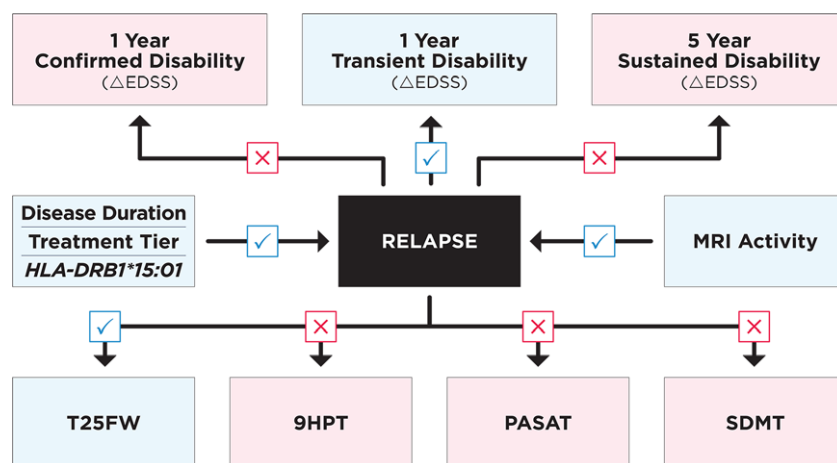 1 Year
Confirmed Disability
(△EDSS)
1 Year
Transient Disability
(△EDSS)
5 Year
Sustained Disability
(△EDSS)
Disease Duration
Treatment Tier
HLA-DRB1*15:01
RELAPSE
MRI Activity
T25FW
9HPT
PASAT
SDMT